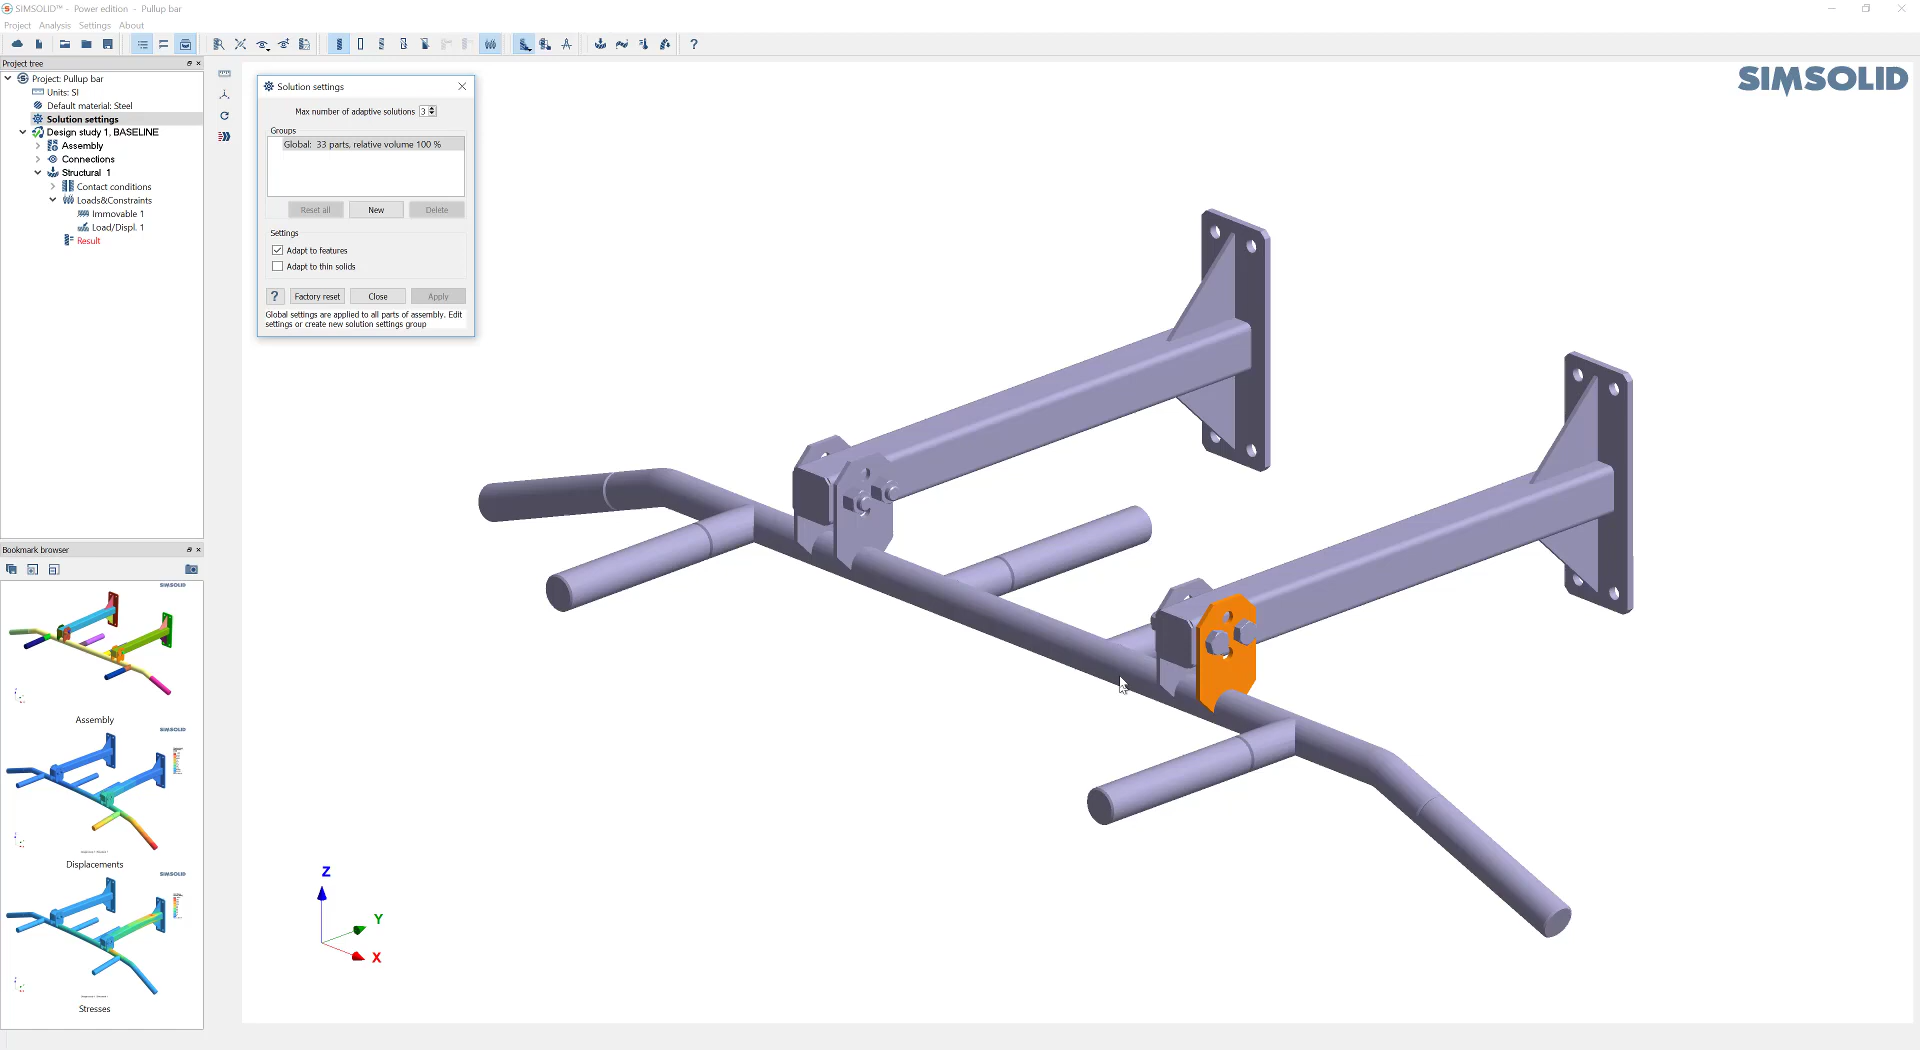 SIMSOLID™ - Power edition - Pullup bar
Project Analysis Settings About
Project tree
Project: Pullup bar
Units: SI
Default material: Steel
Solution settings
Design study 1, BASELINE
Assembly
Connections
Structural 1
Contact conditions
Loads&Constraints
Immovable 1
Load/Displ. 1
Result
Bookmark browser
SIMSOLID
Assembly
SIMSOLID
Displacements
SIMSOLID
Stresses
Solution settings
Max number of adaptive solutions 3
Groups
Global: 33 parts, relative volume 100 %
Reset all New Delete
Settings
Adapt to features
Adapt to thin solids
? Factory reset Close Apply
Global settings are applied to all parts of assembly. Edit
settings or create new solution settings group
SIMSOLID
Z
Y
X